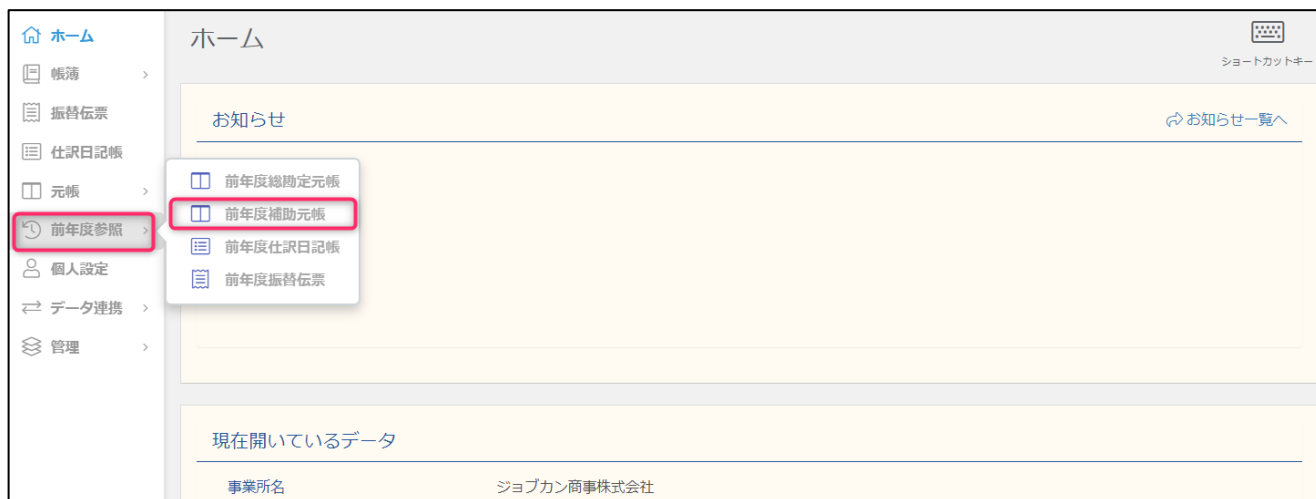 ホーム
帳簿
振替伝票
仕訳日記帳
元帳
前年度参照
個人設定
データ連携
管理
前年度総勘定元帳
前年度補助元帳
前年度仕訳日記帳
前年度振替伝票
ホーム
ショートカットキー
お知らせ
お知らせ一覧へ
現在開いているデータ
事業所名 ジョブカン商事株式会社